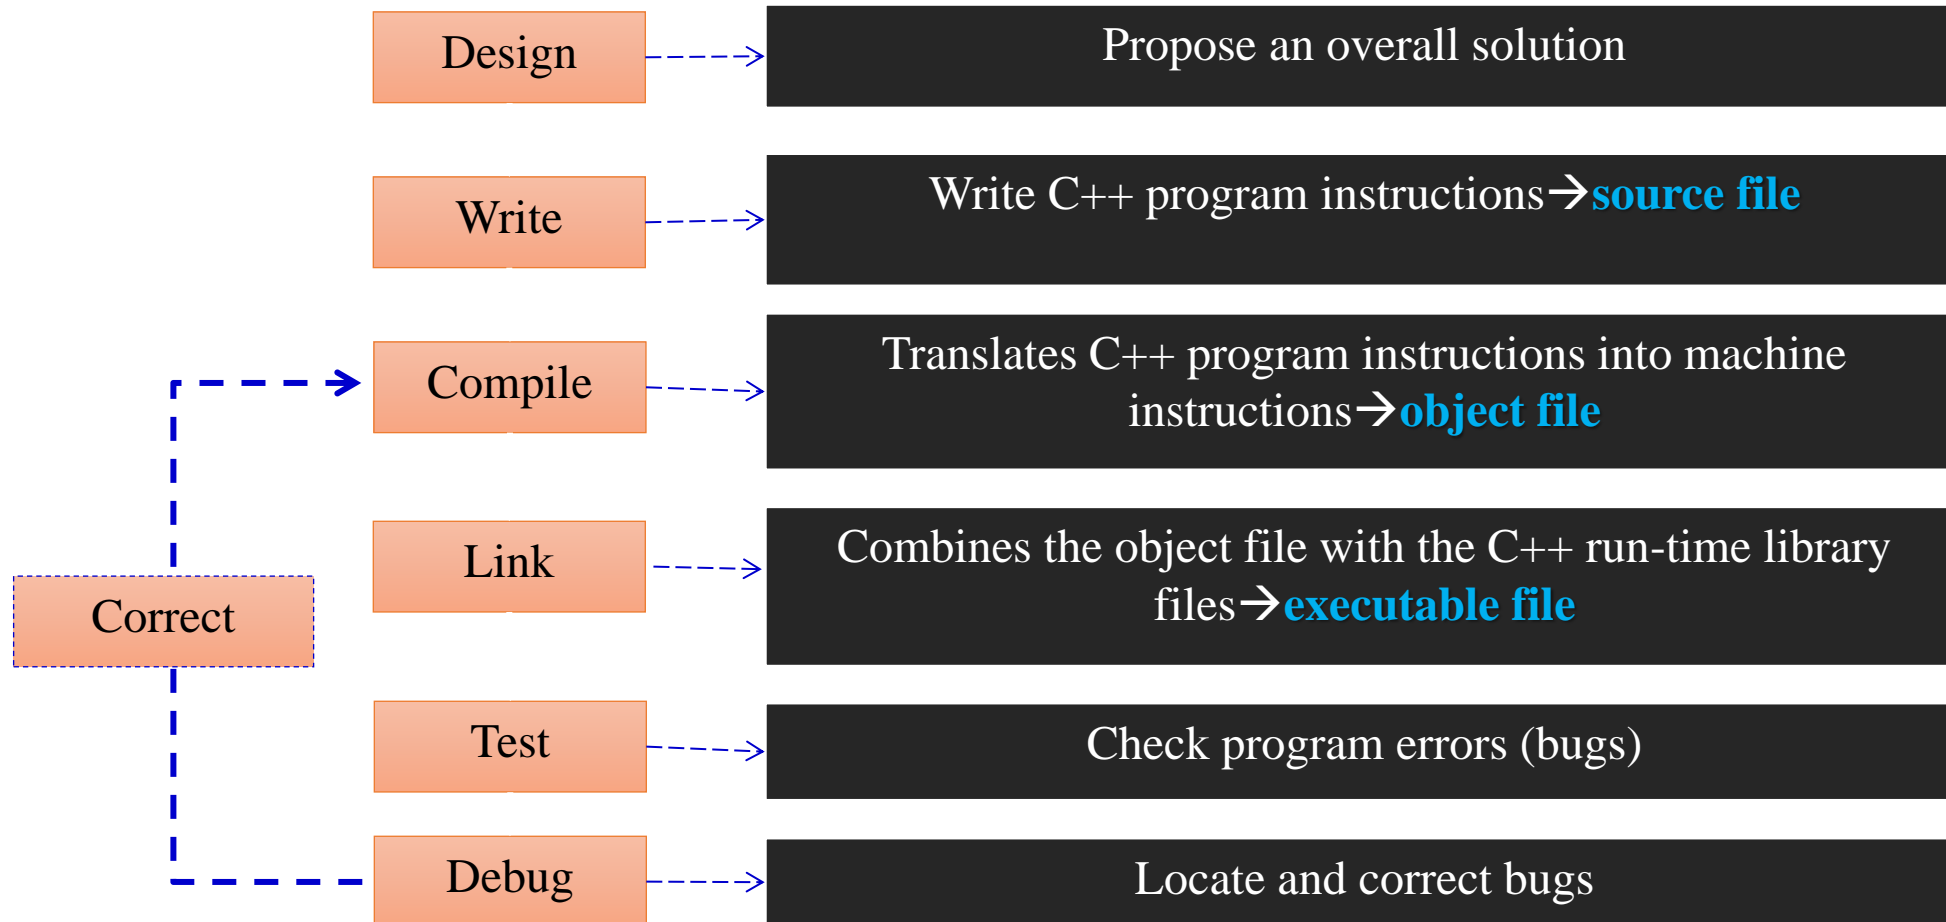 Design
Propose an overall solution
Write
Write C++ program instructions→source file
Compile
Translates C++ program instructions into machine
instructions→object file
Link
Combines the object file with the C++ run-time library
files→executable file
Correct
Test
Check program errors (bugs)
Debug
Locate and correct bugs